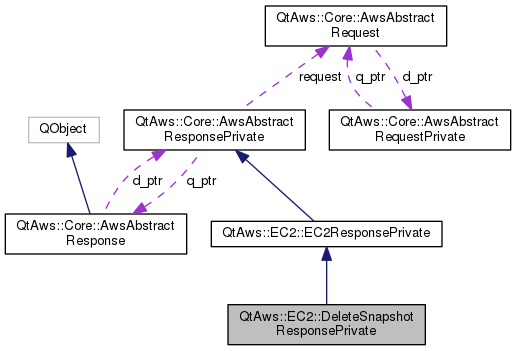 QtAws::Core::AwsAbstract
Request
request
q_ptr
d_ptr
QObject
QtAws::Core::AwsAbstract
ResponsePrivate
QtAws::Core::AwsAbstract
RequestPrivate
d_ptr
q_ptr
QtAws::Core::AwsAbstract
Response
QtAws::EC2::EC2ResponsePrivate
QtAws::EC2::DeleteSnapshot
ResponsePrivate